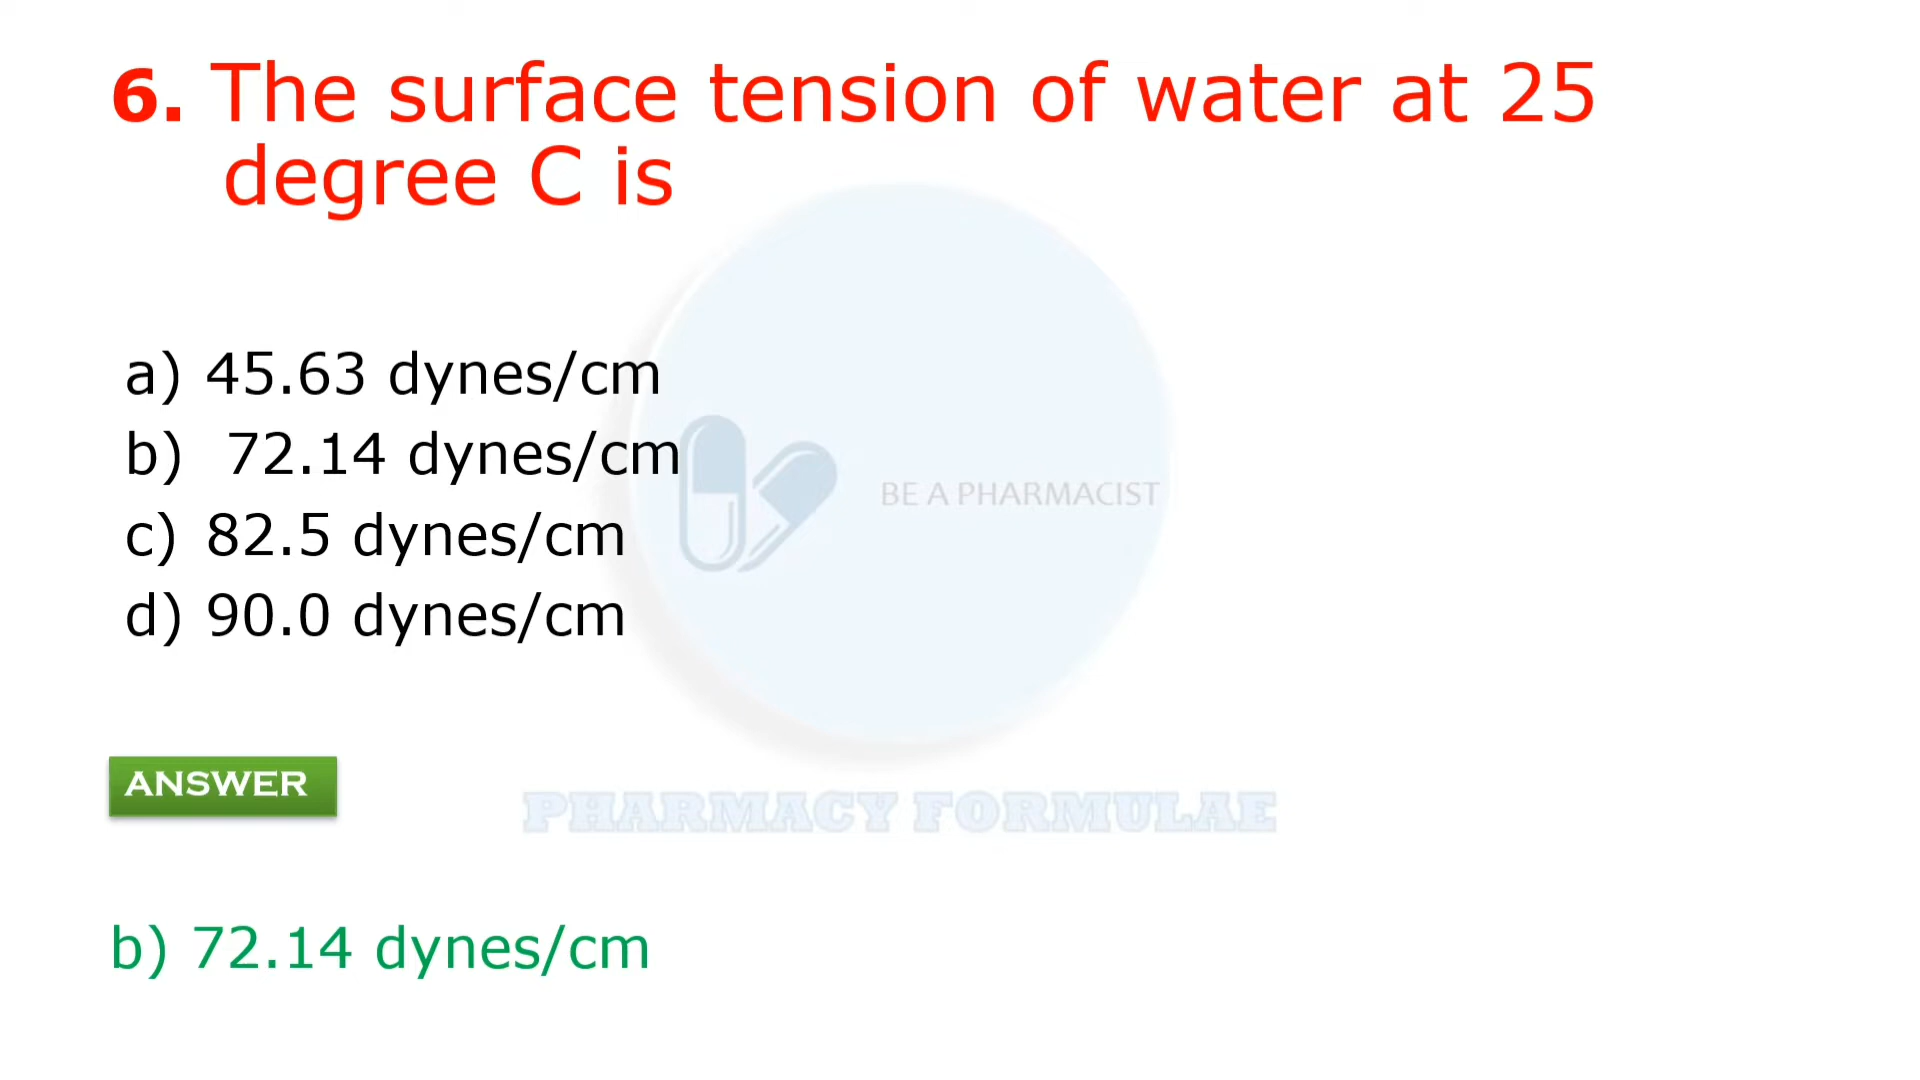 6. The surface tension of water at 25
degree C is
a) 45.63 dynes/cm
b) 72.14 dynes/cm
c) 82.5 dynes/cm
d) 90.0 dynes/cm
BE A PHARMACIST
ANSWER
PHARMACY FORMULAE
b) 72.14 dynes/cm